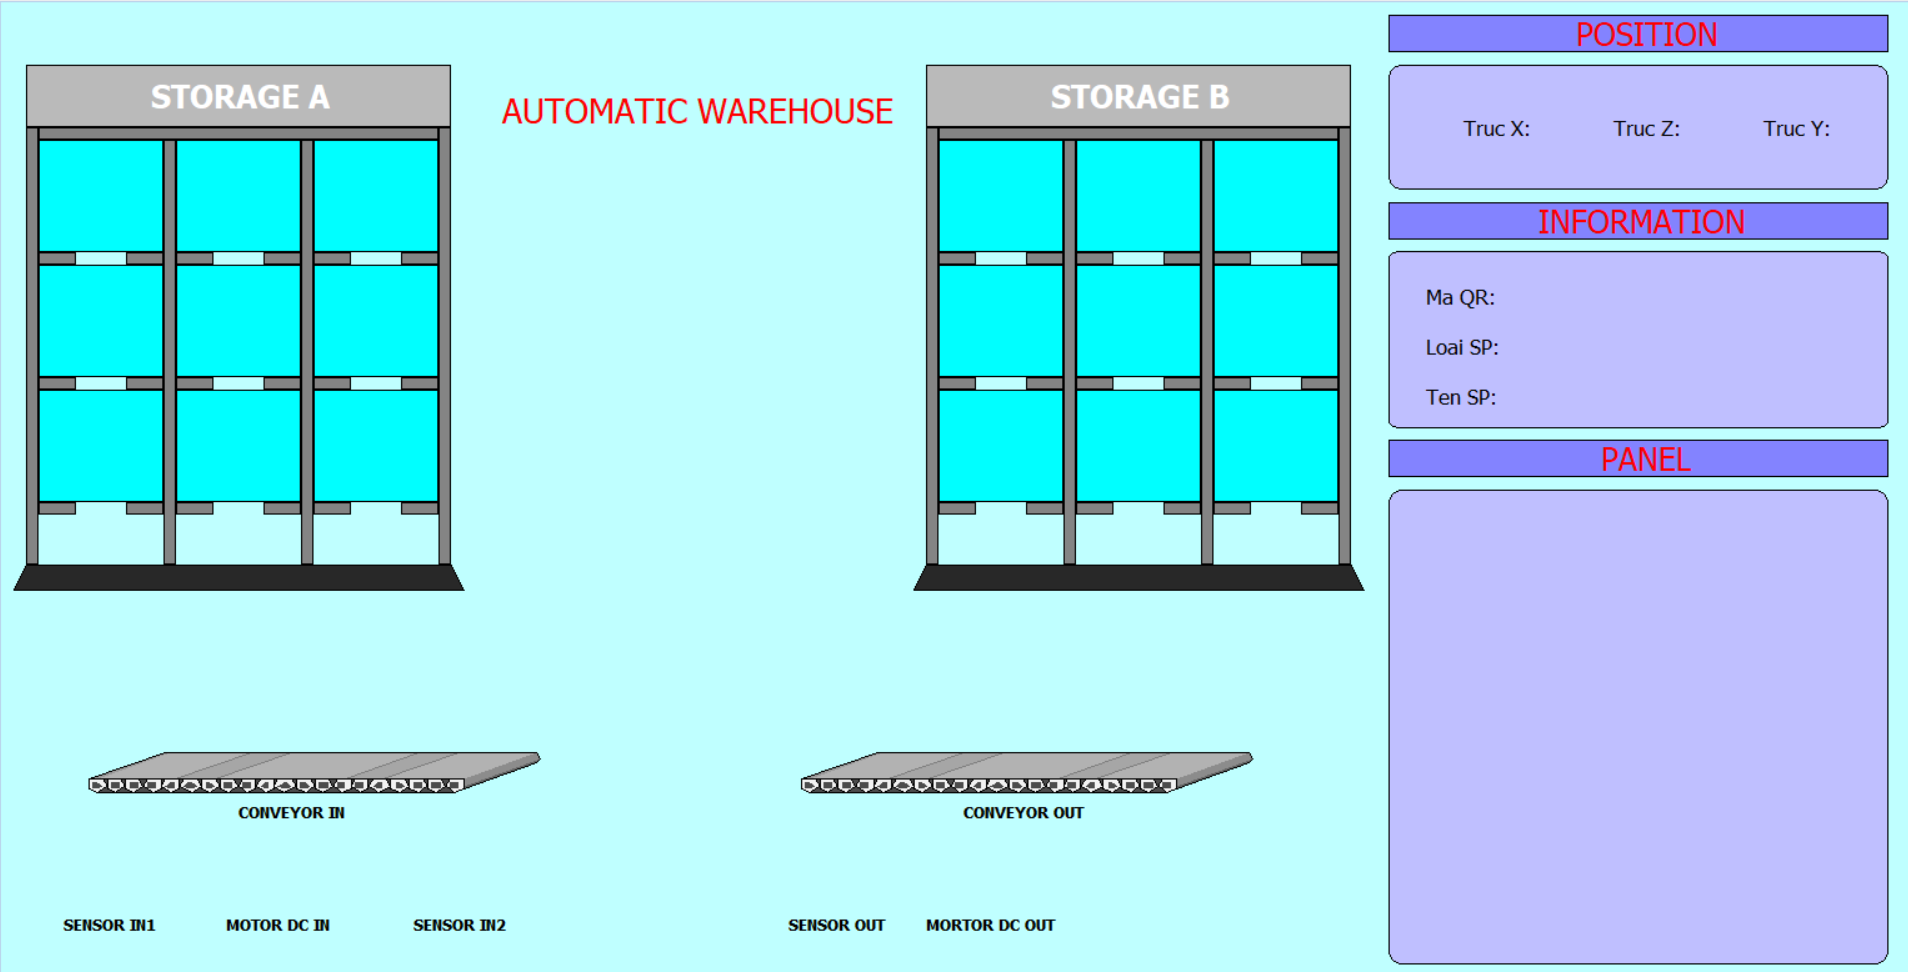 STORAGE A
AUTOMATIC WAREHOUSE
STORAGE B
CONVEYOR IN
CONVEYOR OUT
SENSOR IN1
MOTOR DC IN
SENSOR IN2
SENSOR OUT
MORTOR DC OUT
POSITION
Truc X:
Truc Z:
Truc Y:
INFORMATION
Ma QR:
Loai SP:
Ten SP:
PANEL